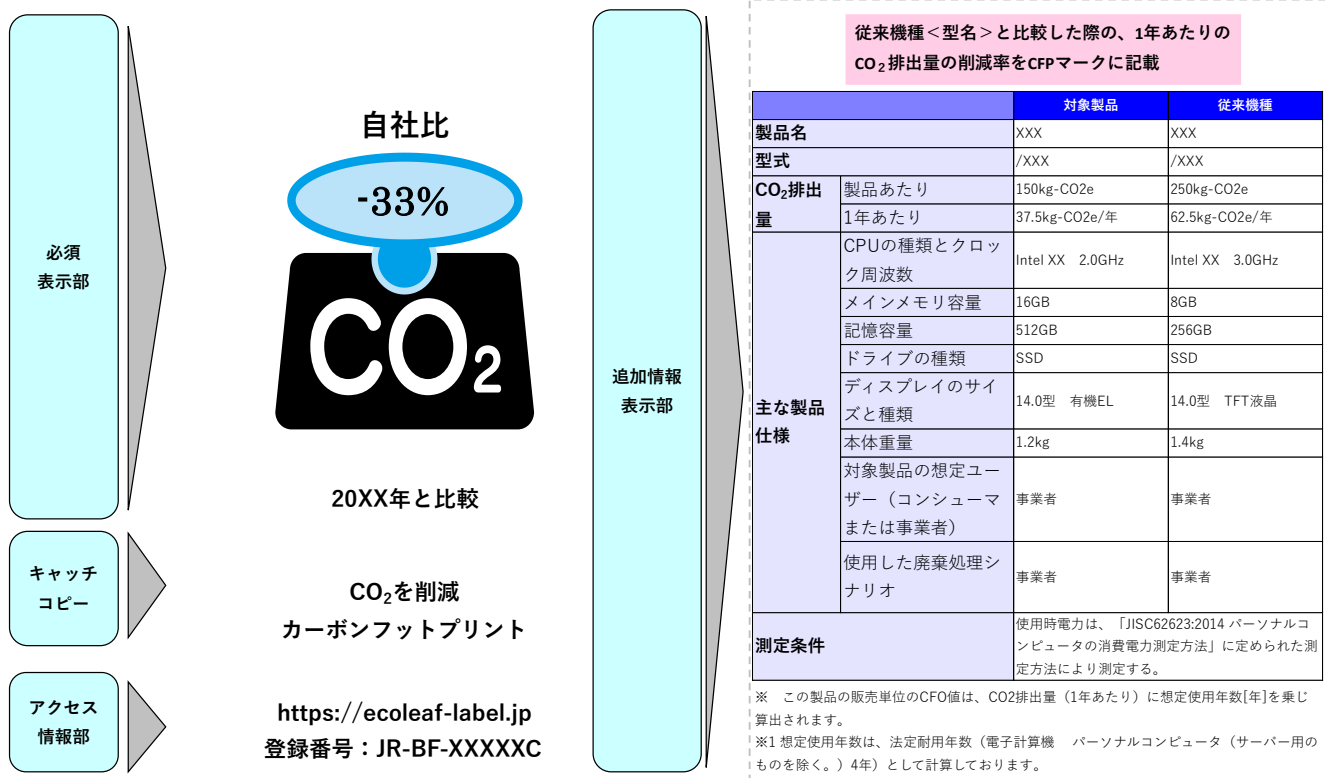 必須
表示部
自社比
-33%
CO2
20XX年と比較
キャッチ
コピー
CO₂を削減
カーボンフットプリント
アクセス
情報部
https://ecoleaf-label.jp
登録番号：JR-BF-XXXXXC
追加情報
表示部
従来機種＜型名＞と比較した際の、1年あたりの
CO₂排出量の削減率をCFPマークに記載
対象製品 従来機種
製品名 XXX XXX
型式 /XXX /XXX
CO₂排出
量
製品あたり 150kg-CO2e 250kg-CO2e
1年あたり 37.5kg-CO2e/年 62.5kg-CO2e/年
主な製品
仕様
CPUの種類とクロッ
ク周波数
Intel XX　2.0GHz Intel XX　3.0GHz
メインメモリ容量 16GB 8GB
記憶容量 512GB 256GB
ドライブの種類 SSD SSD
ディスプレイのサイ
ズと種類
14.0型　有機EL 14.0型　TFT液晶
本体重量 1.2kg 1.4kg
対象製品の想定ユー
ザー（コンシューマ
または事業者）
事業者 事業者
使用した廃棄処理シ
ナリオ
事業者 事業者
測定条件
使用時電力は、「JISC62623:2014 パーソナルコ
ンピュータの消費電力測定方法」に定められた測
定方法により測定する。
※　この製品の販売単位のCFO値は、CO2排出量（1年あたり）に想定使用年数[年]を乗じ
算出されます。
※1 想定使用年数は、法定耐用年数（電子計算機　パーソナルコンピュータ（サーバー用の
ものを除く。）4年）として計算しております。